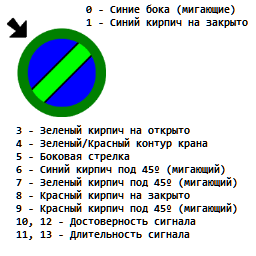 0 - Синие бока (мигающие)
1 - Синий кирпич на закрыто
3 - Зеленый кирпич на открыто
4 - Зеленый/Красный контур крана
5 - Боковая стрелка
6 - Синий кирпич под 45º (мигающий)
7 - Зеленый кирпич под 45º (мигающий)
8 - Красный кирпич на закрыто
9 - Красный кирпич под 45º (мигающий)
10, 12 - Достоверность сигнала
11, 13 - Длительность сигнала